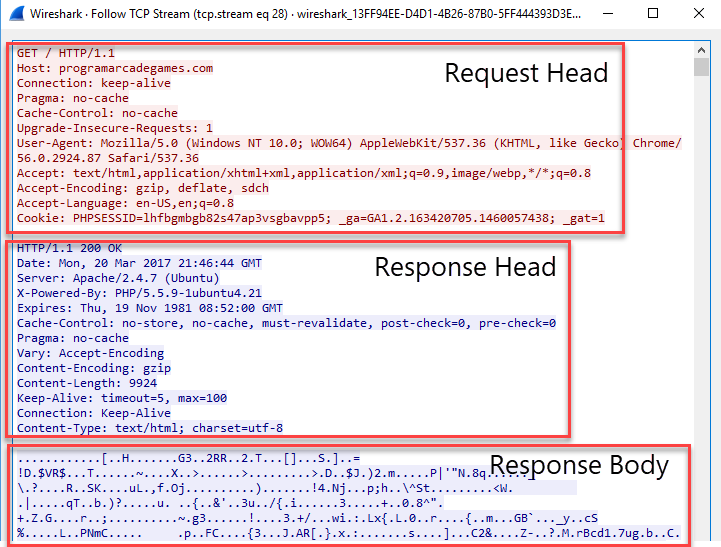 Wireshark · Follow TCP Stream (tcp.stream eq 28) · wireshark_13FF94EE-D4D1-4B26-87B0-5FF444393D3E...
GET / HTTP/1.1
Request Head
Host: programarcadegames.com
Connection: keep-alive
Pragma: no-cache
Cache-Control: no-cache
Upgrade-Insecure-Requests: 1
User-Agent: Mozilla/5.0 (Windows NT 10.0; WOW64) AppleWebKit/537.36 (KHTML, like Gecko) Chrome/
56.0.2924.87 Safari/537.36
Accept: text/html,application/xhtml+xml,application/xml;q=0.9,image/webp,*/*;q=0.8
Accept-Encoding: gzip, deflate, sdch
Accept-Language: en-US,en;q=0.8
Cookie: PHPSESSID=lhfbgmbgb82s47ap3vsgbavpp5; _ga=GA1.2.163420705.1460057438; _gat=1
HTTP/1.1 200 OK
Response Head
Date: Mon, 20 Mar 2017 21:46:44 GMT
Server: Apache/2.4.7 (Ubuntu)
X-Powered-By: PHP/5.5.9-1ubuntu4.21
Expires: Thu, 19 Nov 1981 08:52:00 GMT
Cache-Control: no-store, no-cache, must-revalidate, post-check=0, pre-check=0
Pragma: no-cache
Vary: Accept-Encoding
Content-Encoding: gzip
Content-Length: 9924
Keep-Alive: timeout=5, max=100
Connection: Keep-Alive
Content-Type: text/html; charset=utf-8
............[..H.......G3..2RR..2.T...[]...S.]..=
Response Body
!D.$VR$...T......~....X..>......>.........>.D..$J.)2.m.....P|'"N.8q
\.?....R..SK....uL.,f.Oj..........).......!4.Nj...p;h..\^St.........<W.
.|.....qT..b.)?.....u. ..{..&'..3u../{.i.......3.....+..0.8^".
+.Z.G....r..;..........~.g3......!....3.+/...wi.:.Lx{.L.0..r....{..m...GB`..._y..cS
%.....L..PNmC..... .p..FC....{3...J.AR[.}.x.:.......s....]...C2&....Z-..?.M.rBcd1.7ug.b..C.